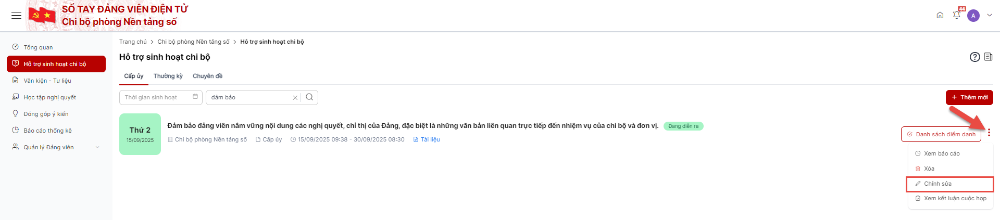 SỔ TAY ĐẢNG VIÊN ĐIỆN TỬ
Chi bộ phòng Nền tảng số
44
A
Tổng quan
Hỗ trợ sinh hoạt chi bộ
Văn kiện - Tư liệu
Học tập nghị quyết
Đóng góp ý kiến
Báo cáo thống kê
Quản lý Đảng viên
Trang chủ > Chi bộ phòng Nền tảng số > Hỗ trợ sinh hoạt chi bộ
Hỗ trợ sinh hoạt chi bộ
Cấp ủy Thường kỳ Chuyên đề
Thời gian sinh hoạt đảm bảo
+ Thêm mới
Thứ 2
15/09/2025
Đảm bảo đảng viên nắm vững nội dung các nghị quyết, chỉ thị của Đảng, đặc biệt là những văn bản liên quan trực tiếp đến nhiệm vụ của chi bộ và đơn vị. Đang diễn ra
Chi bộ phòng Nền tảng số Cấp ủy 15/09/2025 09:38 - 30/09/2025 08:30 Tài liệu
Danh sách điểm danh
Xem báo cáo
Xóa
Chỉnh sửa
Xem kết luận cuộc họp